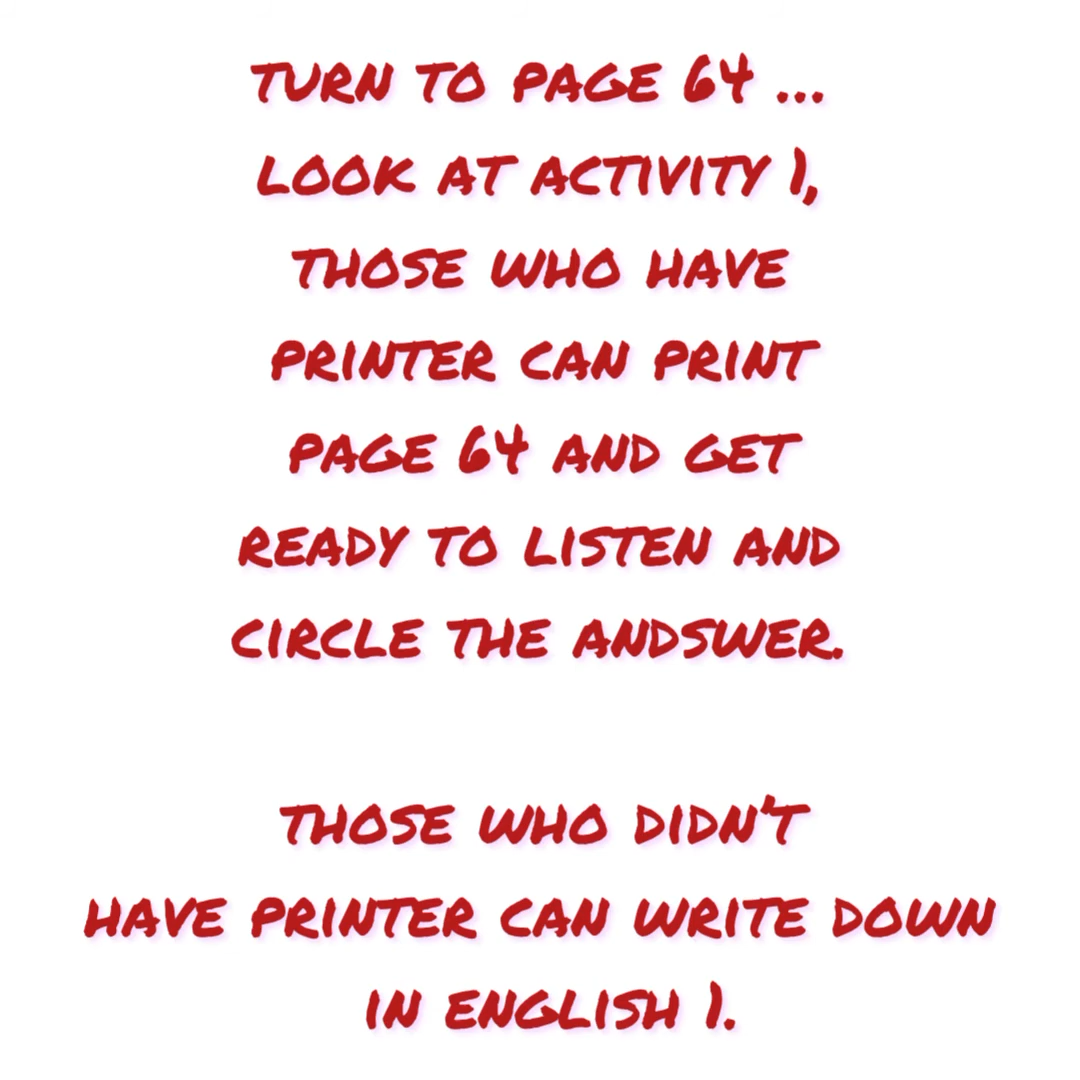 TURN TO PAGE 64 ...
LOOK AT ACTIVITY 1,
THOSE WHO HAVE
PRINTER CAN PRINT
PAGE 64 AND GET
READY TO LISTEN AND
CIRCLE THE ANDSWER.
THOSE WHO DIDN'T
HAVE PRINTER CAN WRITE DOWN
IN ENGLISH 1.